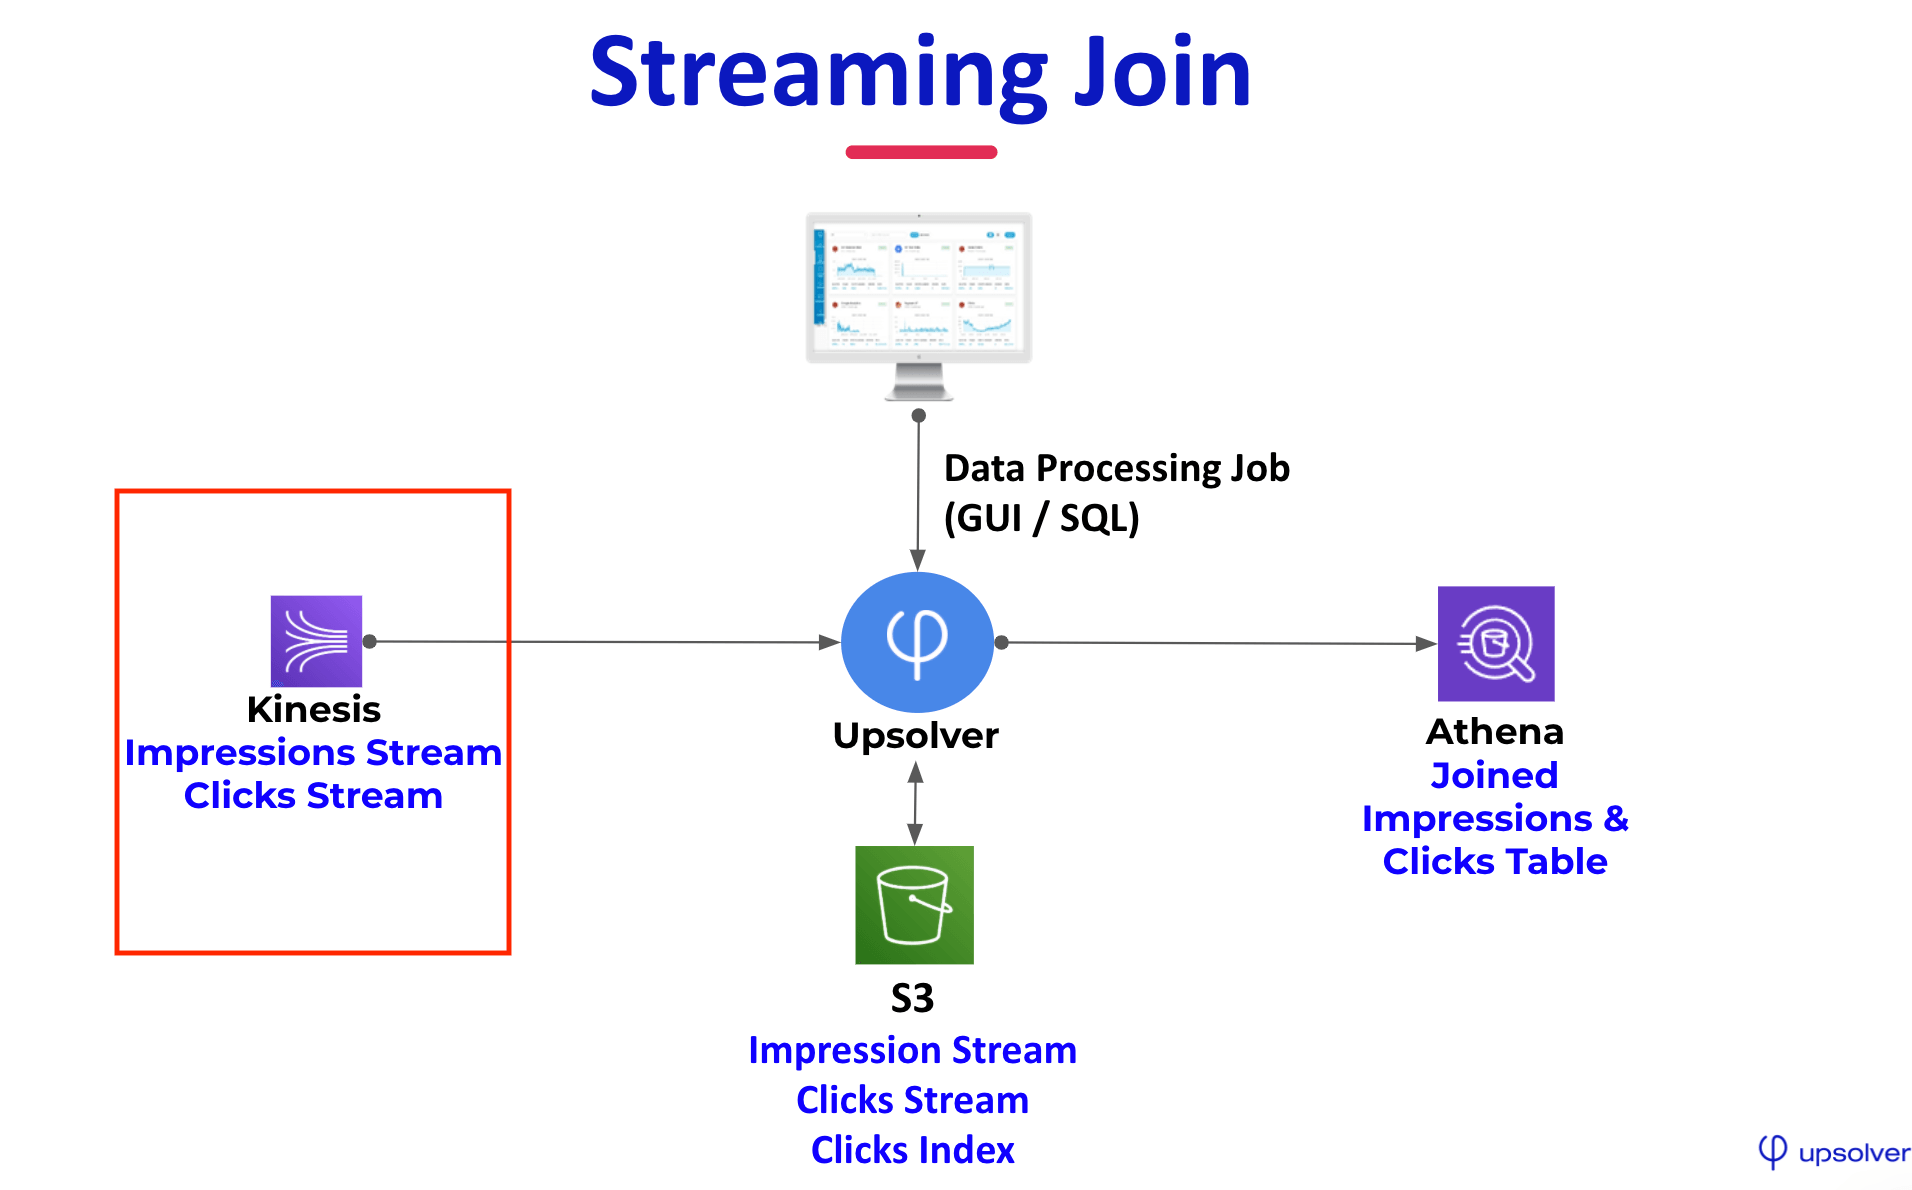 Streaming Join
Data Processing Job
(GUI / SQL)
Kinesis
Impressions Stream
Clicks Stream
Upsolver
Athena
Joined
Impressions &
Clicks Table
S3
Impression Stream
Clicks Stream
Clicks Index
upsolver